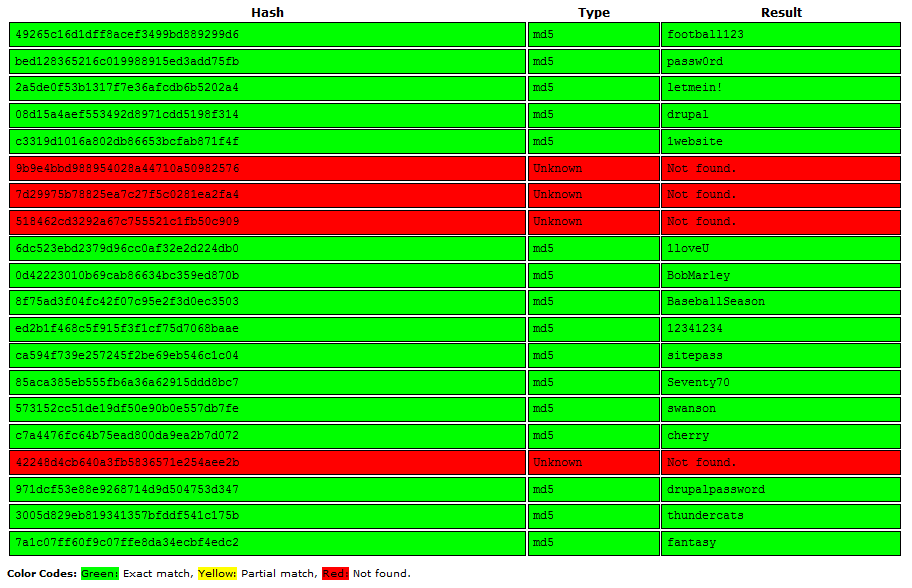 Hash Type Result
49265c16d1dff8acef3499bd889299d6 md5 football123
bed128365216c019988915ed3add75fb md5 passw0rd
2a5de0f53b1317f7e36afcdb6b5202a4 md5 letmein!
08d15a4aef553492d8971cdd5198f314 md5 drupal
c3319d1016a802db86653bcfab871f4f md5 1website
9b9e4bbd988954028a44710a50982576 Unknown Not found.
7d29975b78825ea7c27f5c0281ea2fa4 Unknown Not found.
518462cd3292a67c755521c1fb50c909 Unknown Not found.
6dc523ebd2379d96cc0af32e2d224db0 md5 1loveU
0d42223010b69cab86634bc359ed870b md5 BobMarley
8f75ad3f04fc42f07c95e2f3d0ec3503 md5 BaseballSeason
ed2b1f468c5f915f3f1cf75d7068baae md5 12341234
ca594f739e257245f2be69eb546c1c04 md5 sitepass
85aca385eb555fb6a36a62915ddd8bc7 md5 Seventy70
573152cc51de19df50e90b0e557db7fe md5 swanson
c7a4476fc64b75ead800da9ea2b7d072 md5 cherry
42248d4cb640a3fb5836571e254aee2b Unknown Not found.
971dcf53e88e9268714d9d504753d347 md5 drupalpassword
3005d829eb819341357bfddf541c175b md5 thundercats
7a1c07ff60f9c07ffe8da34ecbf4edc2 md5 fantasy
Color Codes: Green: Exact match, Yellow: Partial match, Red: Not found.